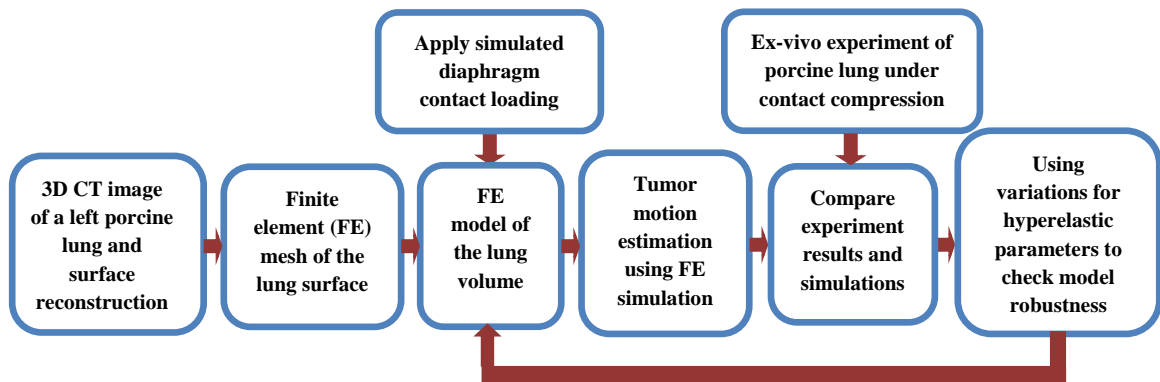 Apply simulated
diaphragm
contact loading
Ex-vivo experiment of
porcine lung under
contact compression
3D CT image
of a left porcine
lung and
surface
reconstruction
Finite
element (FE)
mesh of the
lung surface
FE
model of
the lung
volume
Tumor
motion
estimation
using FE
simulation
Compare
experiment
results and
simulations
Using
variations for
hyperelastic
parameters to
check model
robustness